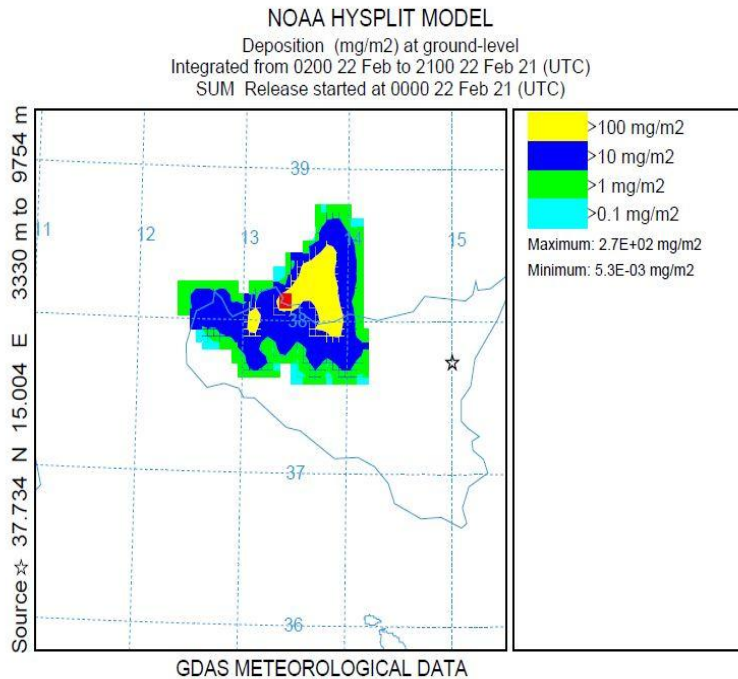 NOAA HYSPLIT MODEL
Deposition (mg/m2) at ground-level
Integrated from 0200 22 Feb to 2100 22 Feb 21 (UTC)
SUM Release started at 0000 22 Feb 21 (UTC)
Source ☆ 37.734 N 15.004 E 3330 m to 9754 m
39
11
12
13
14
15
38
37
36
>100 mg/m2
>10 mg/m2
>1 mg/m2
>0.1 mg/m2
Maximum: 2.7E+02 mg/m2
Minimum: 5.3E-03 mg/m2
GDAS METEOROLOGICAL DATA